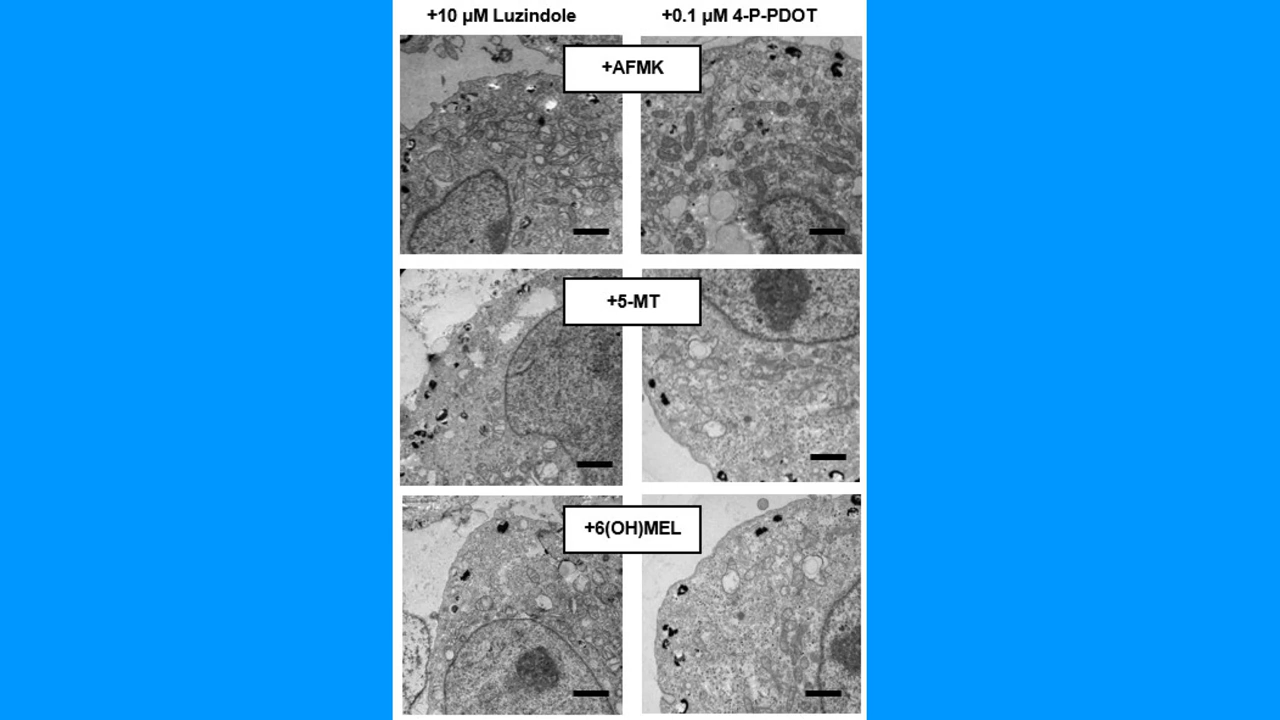 +10 µM Luzindole
+0.1 µM 4-P-PDOT
+AFMK
+5-MT
+6(OH)MEL